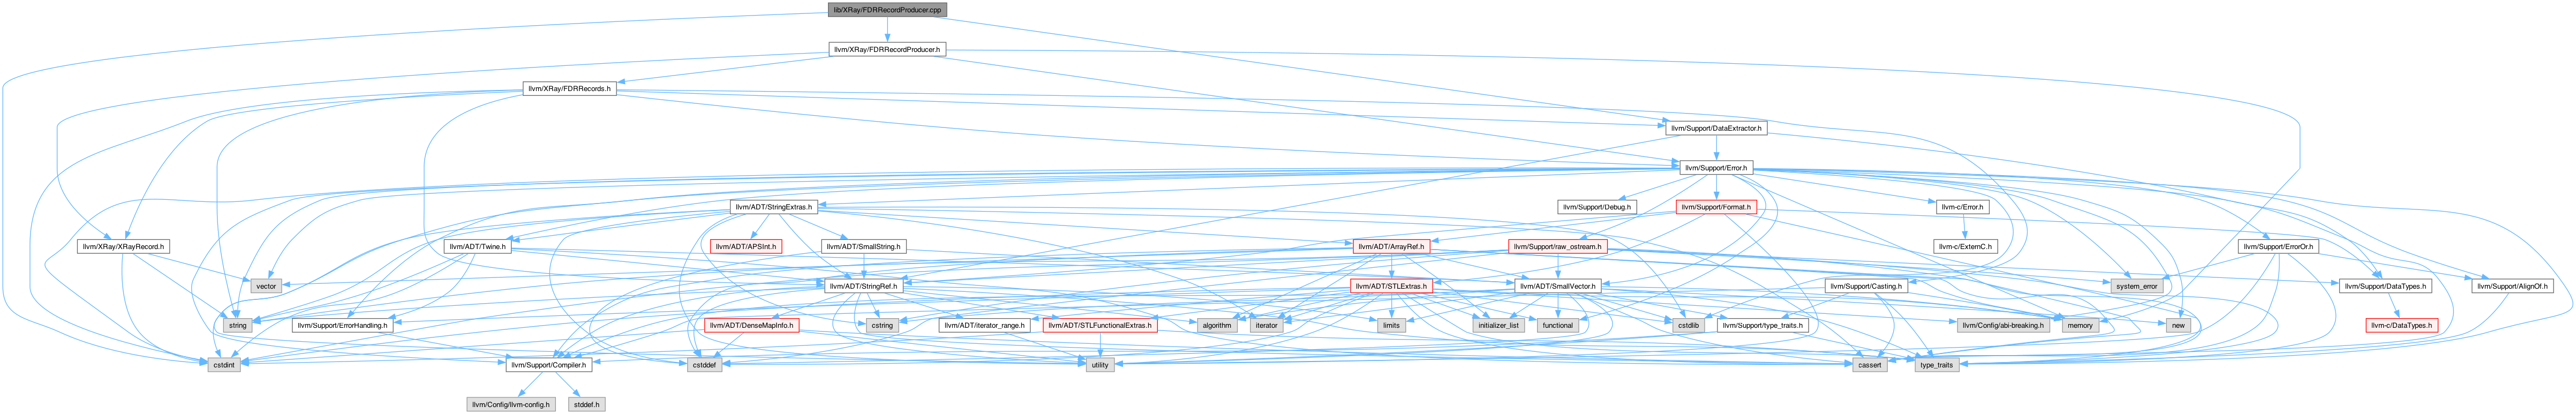 lib/XRay/FDRRecordProducer.cpp
llvm/XRay/FDRRecordProducer.h
llvm/XRay/FDRRecords.h
llvm/Support/DataExtractor.h
llvm/Support/Error.h
llvm/ADT/StringExtras.h
llvm/Support/Debug.h
llvm/Support/Format.h
llvm-c/Error.h
llvm/XRay/XRayRecord.h
llvm/ADT/Twine.h
llvm/ADT/APSInt.h
llvm/ADT/SmallString.h
llvm/ADT/ArrayRef.h
llvm/Support/raw_ostream.h
llvm-c/ExternC.h
llvm/Support/ErrorOr.h
vector
llvm/ADT/StringRef.h
llvm/ADT/STLExtras.h
llvm/ADT/SmallVector.h
llvm/Support/Casting.h
system_error
llvm/Support/DataTypes.h
llvm/Support/AlignOf.h
string
llvm/Support/ErrorHandling.h
llvm/ADT/DenseMapInfo.h
cstring
llvm/ADT/iterator_range.h
llvm/ADT/STLFunctionalExtras.h
algorithm
iterator
limits
initializer_list
functional
cstdlib
llvm/Support/type_traits.h
llvm/Config/abi-breaking.h
memory
new
llvm-c/DataTypes.h
cstdint
llvm/Support/Compiler.h
cstddef
utility
cassert
type_traits
llvm/Config/llvm-config.h
stddef.h